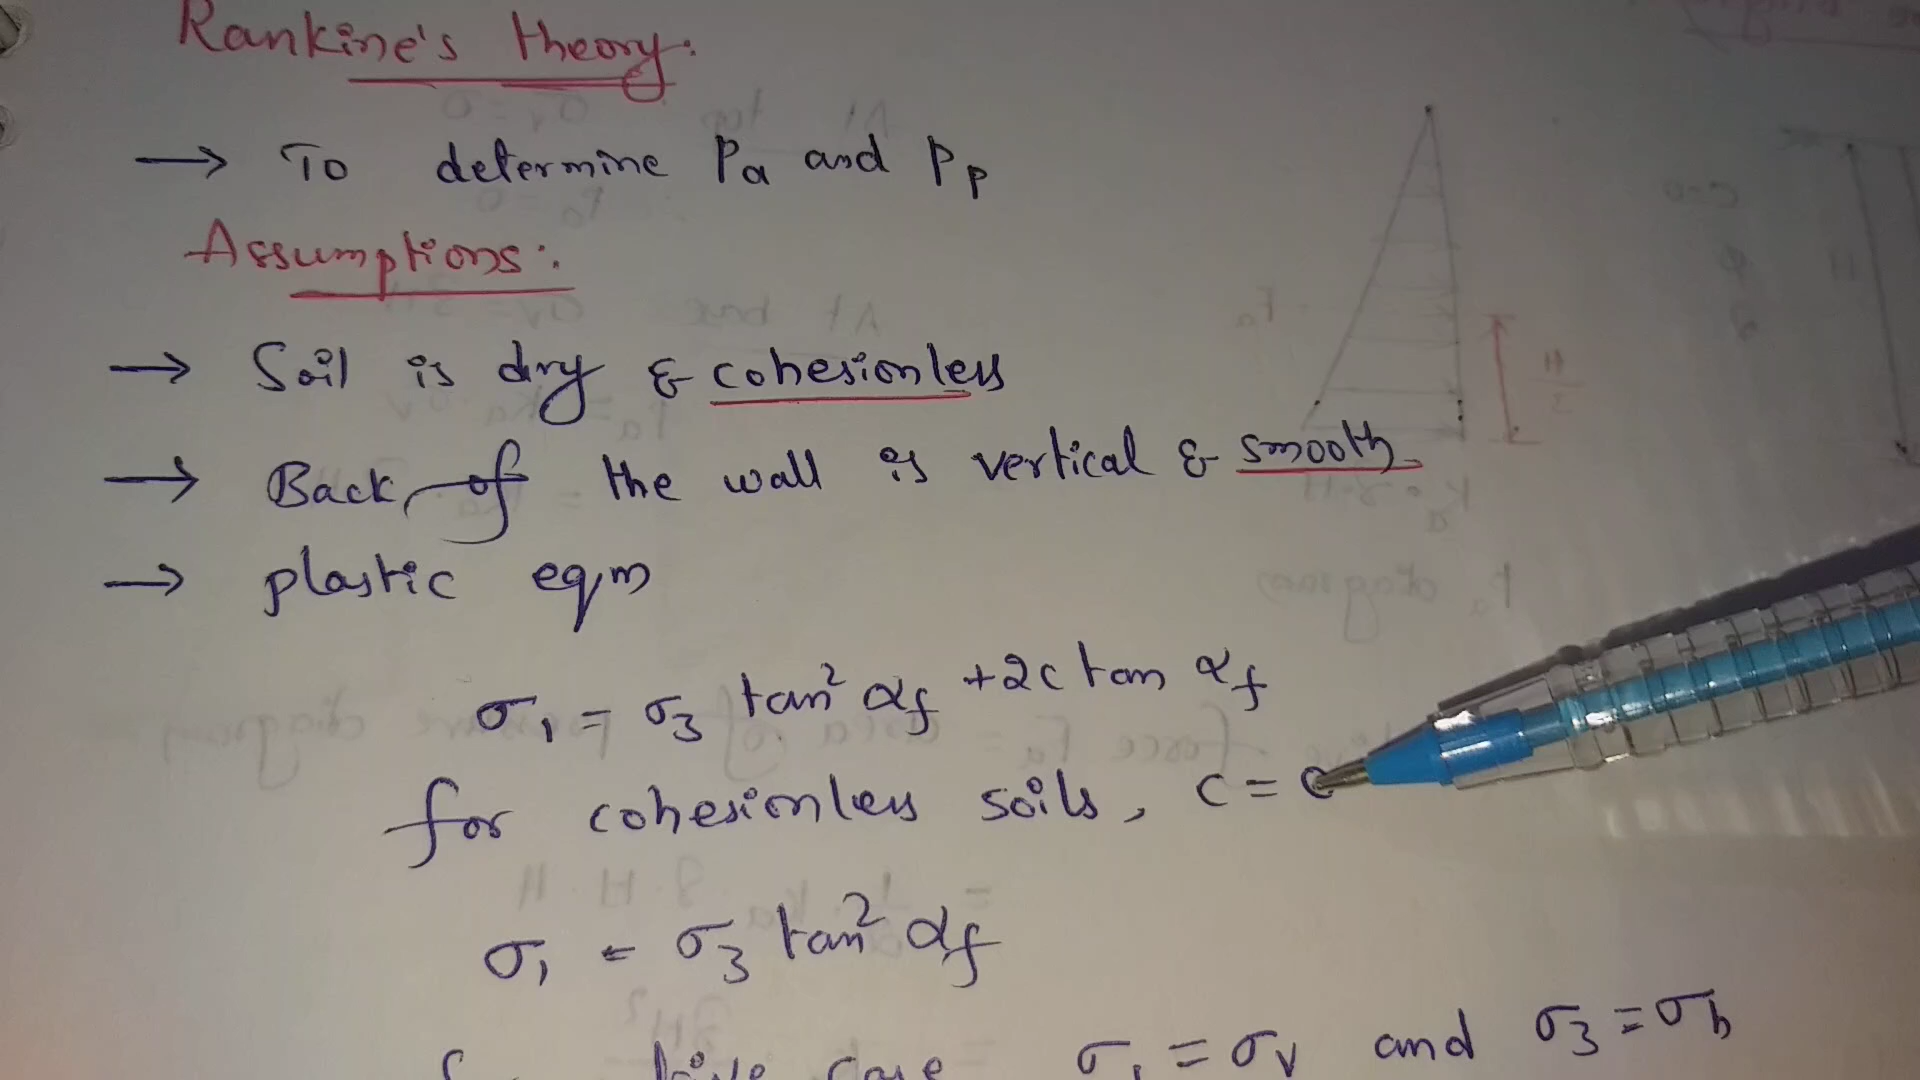 Rankine's theory:
→ To determine Pa and Pp
Assumptions:
→ Soil is dry & cohesionless
→ Back of the wall is vertical & smooth
→ plastic eqm
σ₁ = σ₃ tan² αf + 2c tan αf
for cohesionless soils, c = 0
σ₁ = σ₃ tan² αf
case σ₁ = σv and σ₃ = σh